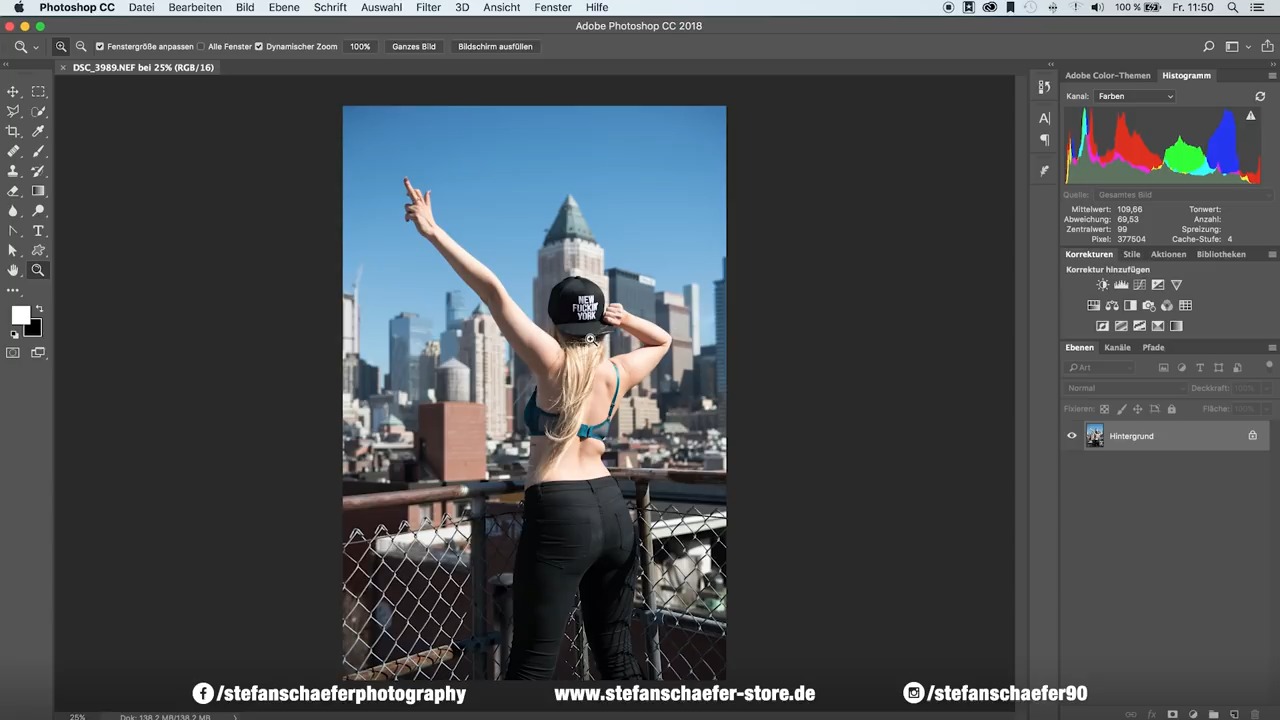 Photoshop CC Datei Bearbeiten Bild Ebene Schrift Auswahl Filter 3D Ansicht Fenster Hilfe 100 % Fr. 11:50
Adobe Photoshop CC 2018
Fenstergröße anpassen Alle Fenster Dynamischer Zoom 100% Ganzes Bild Bildschirm ausfüllen
× DSC_3989.NEF bei 25% (RGB/16)
Adobe Color-Themen Histogramm
Kanal: Farben
Quelle: Gesamtes Bild
Mittelwert: 109,66 Tonwert:
Abweichung: 69,53 Anzahl:
Zentralwert: 99 Spreizung:
Pixel: 377504 Cache-Stufe: 4
Korrekturen Stile Aktionen Bibliotheken
Korrektur hinzufügen
NEW
FUCKIN'
YORK
Ebenen Kanäle Pfade
Art
Normal Deckkraft: 100%
Fixieren: Fläche: 100%
Hintergrund
/stefanschaeferphotography www.stefanschaefer-store.de /stefanschaefer90
25% Dok: 138,2 MB/138,2 MB